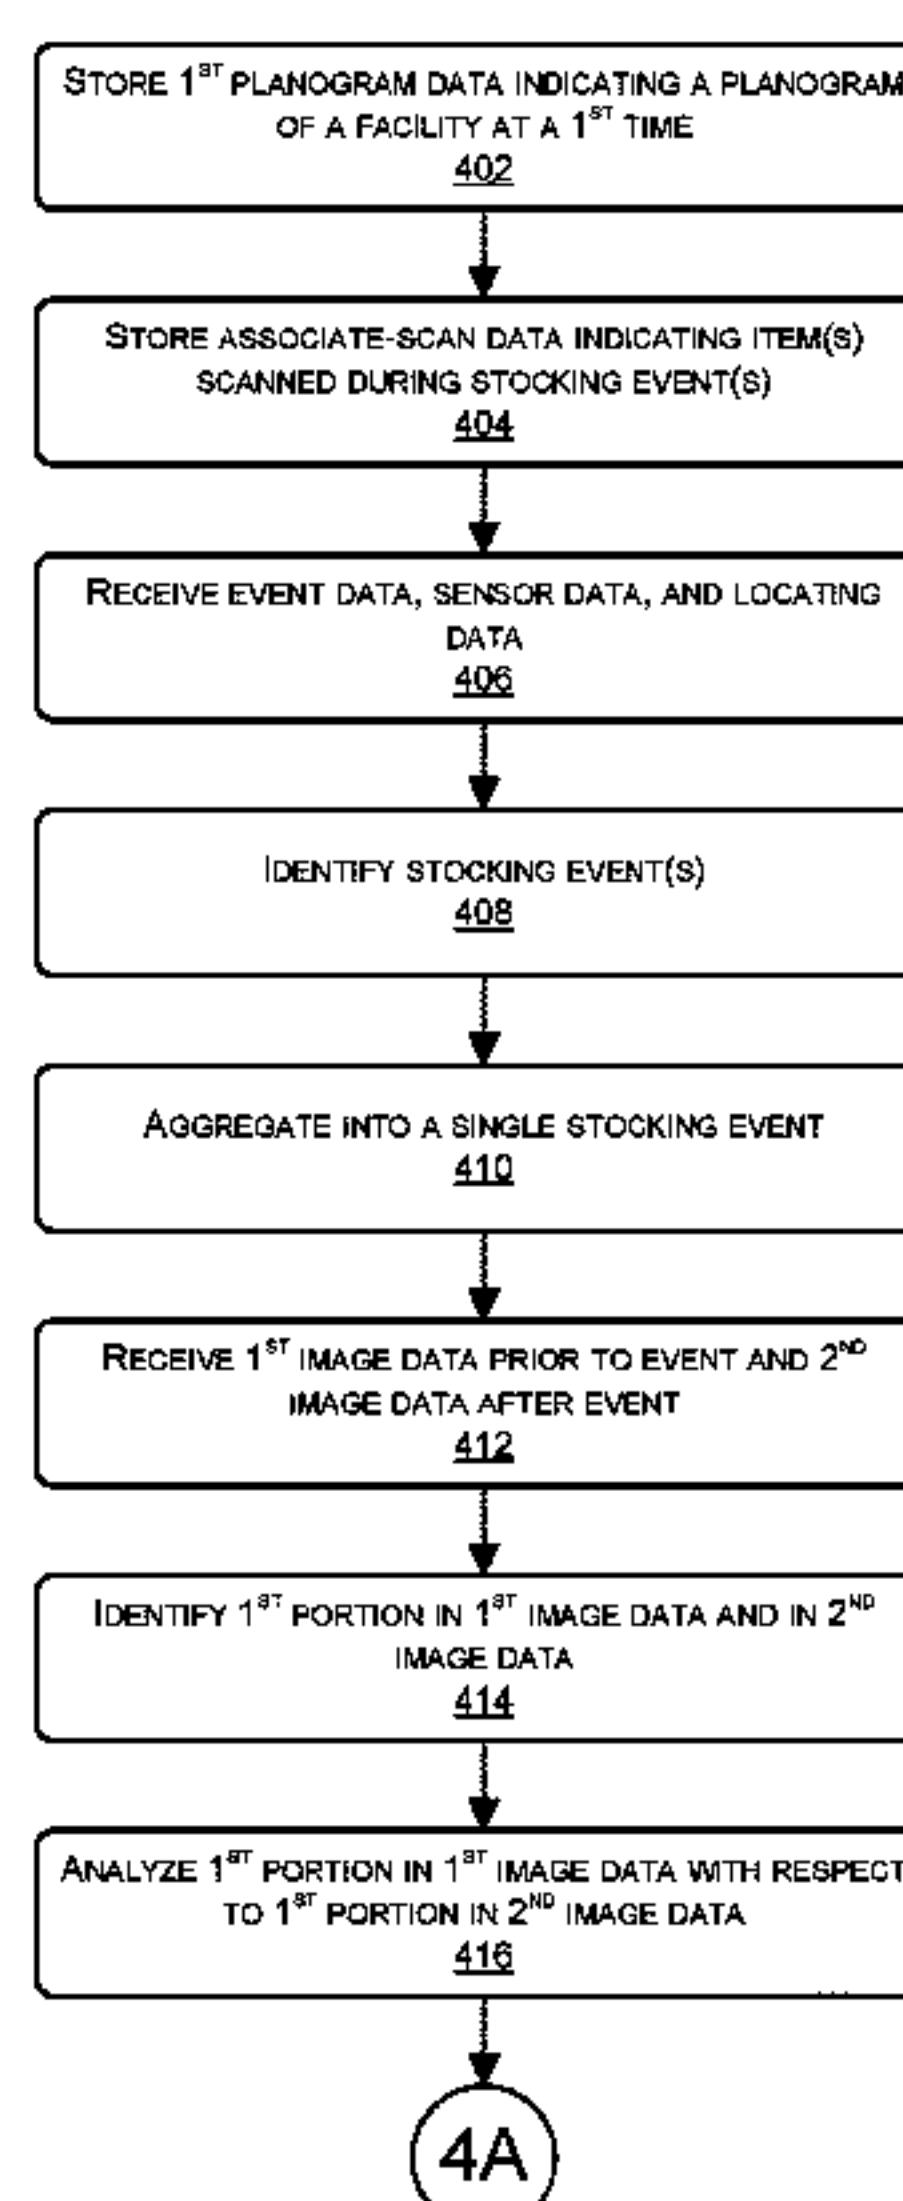 STORE 1ST PLANOGRAM DATA INDICATING A PLANOGRAM
OF A FACILITY AT A 1ST TIME
402
STORE ASSOCIATE-SCAN DATA INDICATING ITEM(S)
SCANNED DURING STOCKING EVENT(S)
404
RECEIVE EVENT DATA, SENSOR DATA, AND LOCATING
DATA
406
IDENTIFY STOCKING EVENT(S)
408
AGGREGATE INTO A SINGLE STOCKING EVENT
410
RECEIVE 1ST IMAGE DATA PRIOR TO EVENT AND 2ND
IMAGE DATA AFTER EVENT
412
IDENTIFY 1ST PORTION IN 1ST IMAGE DATA AND IN 2ND
IMAGE DATA
414
ANALYZE 1ST PORTION IN 1ST IMAGE DATA WITH RESPECT
TO 1ST PORTION IN 2ND IMAGE DATA
416
4A